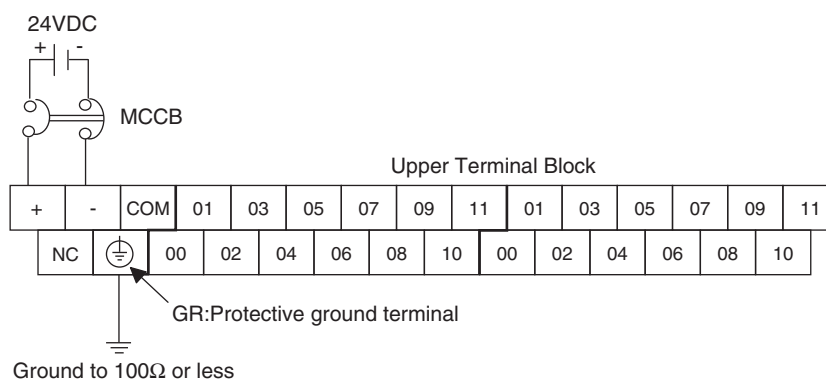 24VDC
+ -
MCCB
Upper Terminal Block
+ - COM 01 03 05 07 09 11 01 03 05 07 09 11
NC 00 02 04 06 08 10 00 02 04 06 08 10
GR:Protective ground terminal
Ground to 100Ω or less